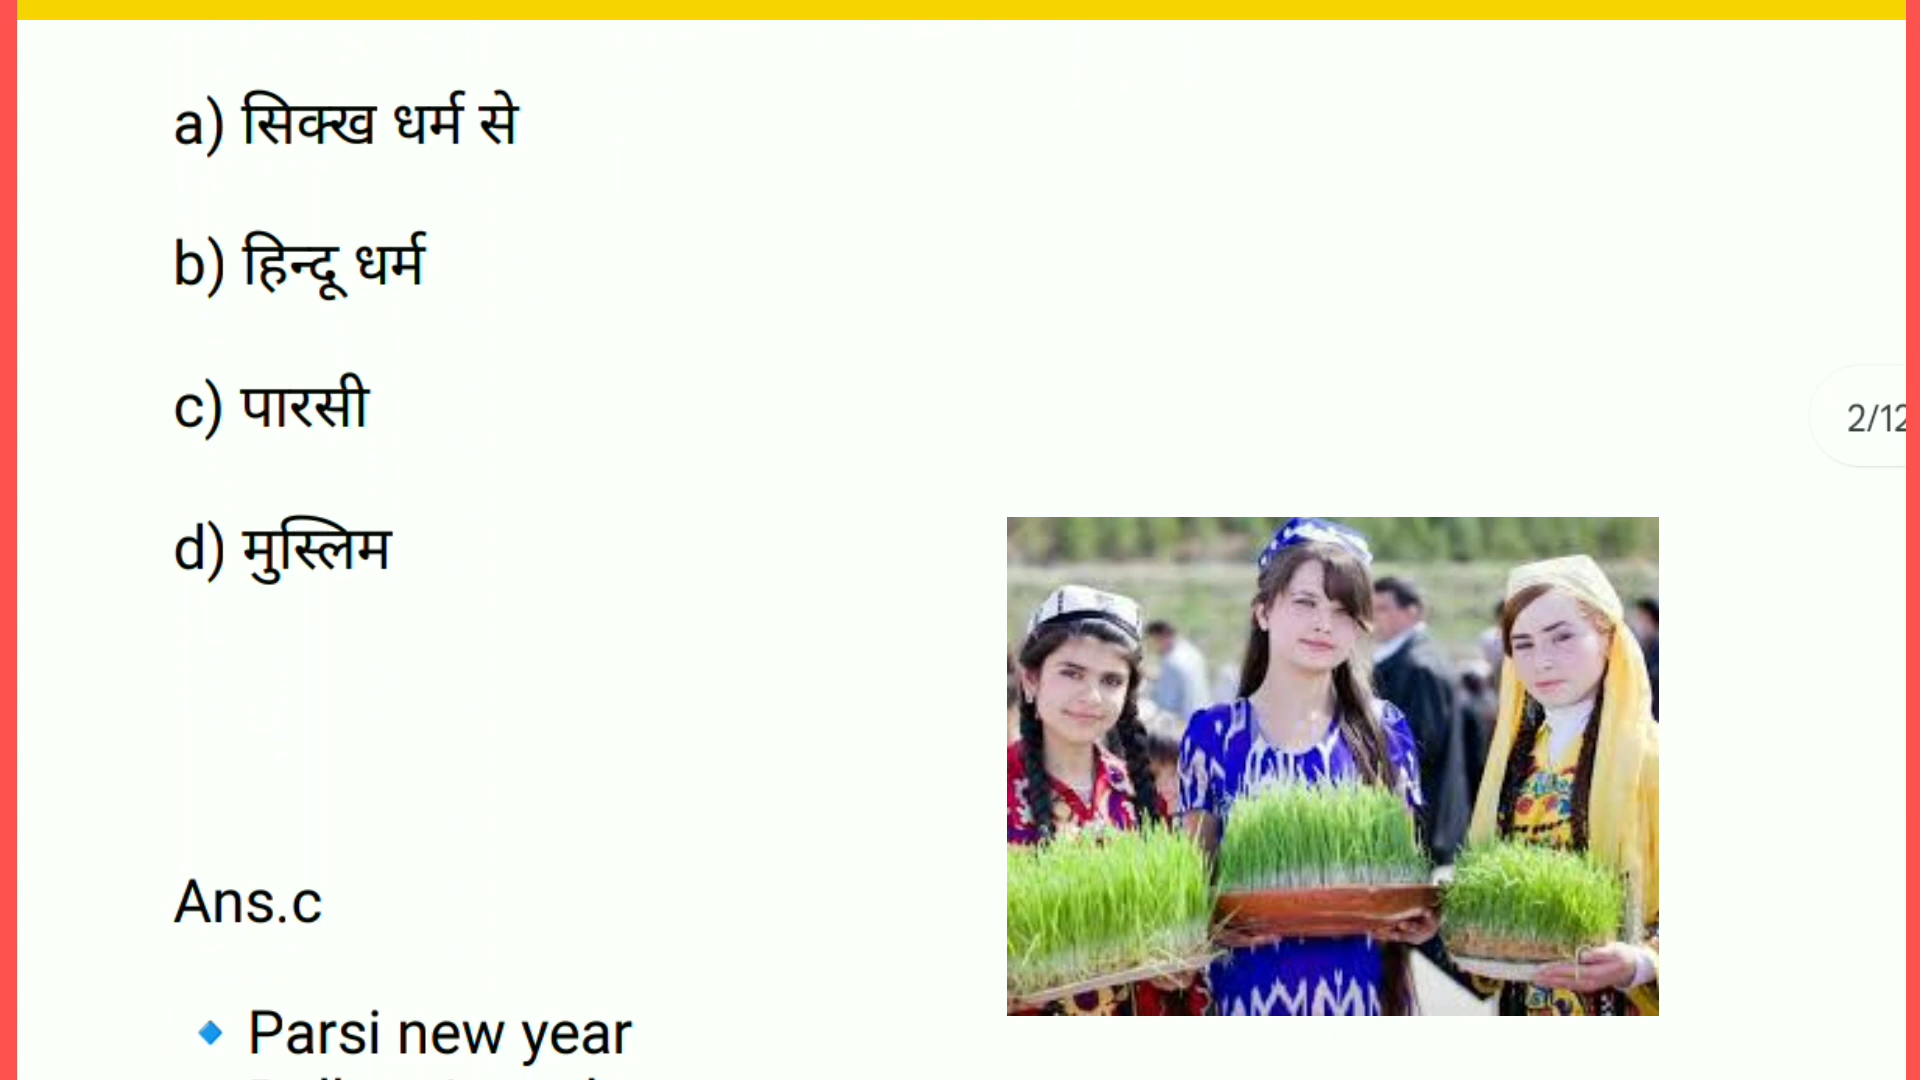 a) सिक्ख धर्म से
b) हिन्दू धर्म
c) पारसी
2/12
d) मुस्लिम
Ans.c
🔹 Parsi new year